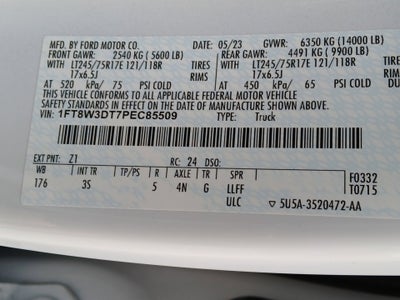 MFD. BY FORD MOTOR CO. 05/23 GVWR: 6350 KG (14000 LB)
FRONT GAWR: 2540 KG (5600 LB) REAR GAWR: 4491 KG (9900 LB)
LT245/75R17E 121/118R TIRES LT245/75R17E 121/118R
17x6.5J RIMS 17x6.5J
AT 520 kPa/ 75 PSI COLD AT 450 kPa/ 65 PSI COLD
THIS VEHICLE CONFORMS TO ALL APPLICABLE FEDERAL MOTOR VEHICLE
SAFETY STANDARDS IN EFFECT ON THE DATE OF MANUFACTURE SHOWN ABOVE.
VIN: 1FT8W3DT7PEC85509 TYPE: Truck
EXT PNT: Z1 RC: 24 DSO:
WB INT TR TP/PS R AXLE TR SPR F0332
176 3S 5 4N G LLFF T0715
ULC ▽ 5U5A-3520472-AA